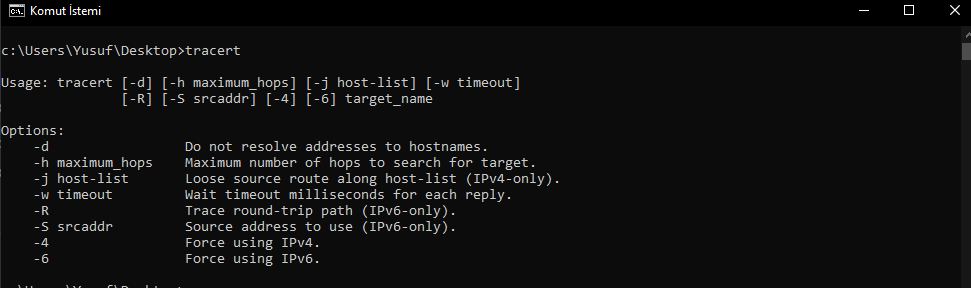 Komut İstemi
c:\Users\Yusuf\Desktop>tracert
Usage: tracert [-d] [-h maximum_hops] [-j host-list] [-w timeout]
               [-R] [-S srcaddr] [-4] [-6] target_name
Options:
    -d                 Do not resolve addresses to hostnames.
    -h maximum_hops    Maximum number of hops to search for target.
    -j host-list       Loose source route along host-list (IPv4-only).
    -w timeout         Wait timeout milliseconds for each reply.
    -R                 Trace round-trip path (IPv6-only).
    -S srcaddr         Source address to use (IPv6-only).
    -4                 Force using IPv4.
    -6                 Force using IPv6.